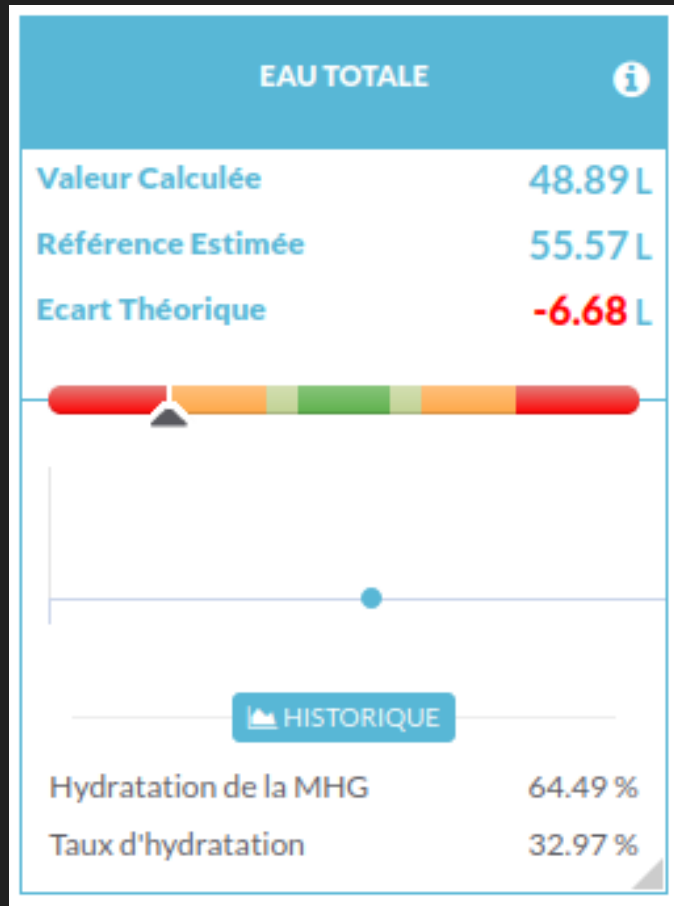 EAU TOTALE
Valeur Calculée 48.89 L
Référence Estimée 55.57 L
Ecart Théorique -6.68 L
HISTORIQUE
Hydratation de la MHG 64.49 %
Taux d'hydratation 32.97 %